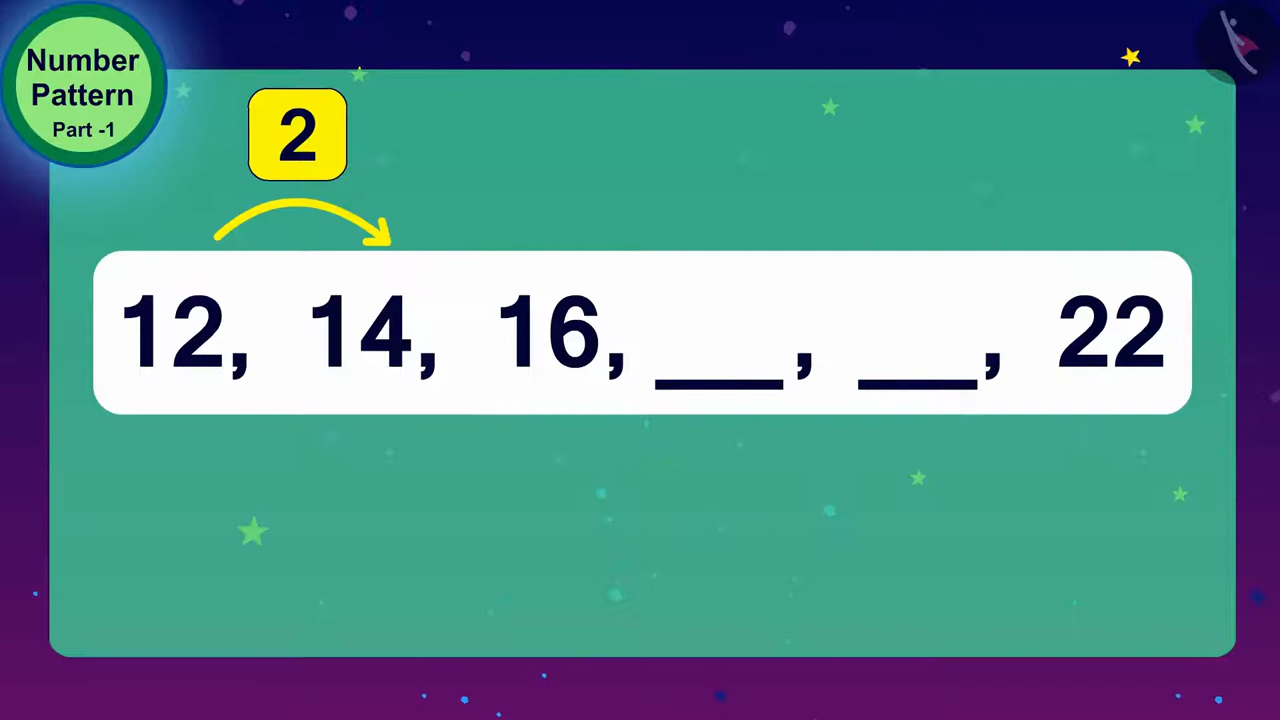 Number
Pattern
Part -1
2
12, 14, 16, ___, ___, 22